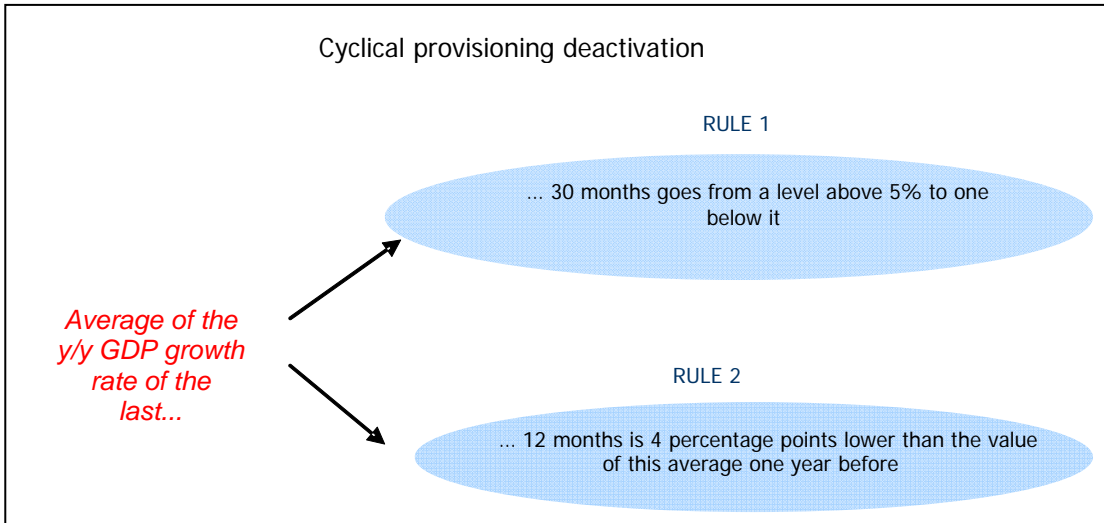 Cyclical provisioning deactivation
RULE 1
... 30 months goes from a level above 5% to one
below it
Average of the
y/y GDP growth
rate of the
last...
RULE 2
... 12 months is 4 percentage points lower than the value
of this average one year before